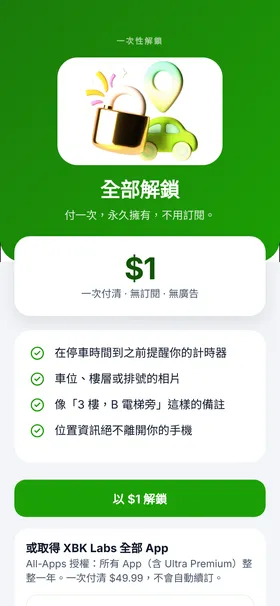 一次性解鎖
全部解鎖
付一次，永久擁有，不用訂閱。
$1
一次付清 · 無訂閱 · 無廣告
在停車時間到之前提醒你的計時器
車位、樓層或排號的相片
像「3 樓，B 電梯旁」這樣的備註
位置資訊絕不離開你的手機
以 $1 解鎖
或取得 XBK Labs 全部 App
All-Apps 授權：所有 App（含 Ultra Premium）整
整一年。一次付清 $49.99，不會自動續訂。